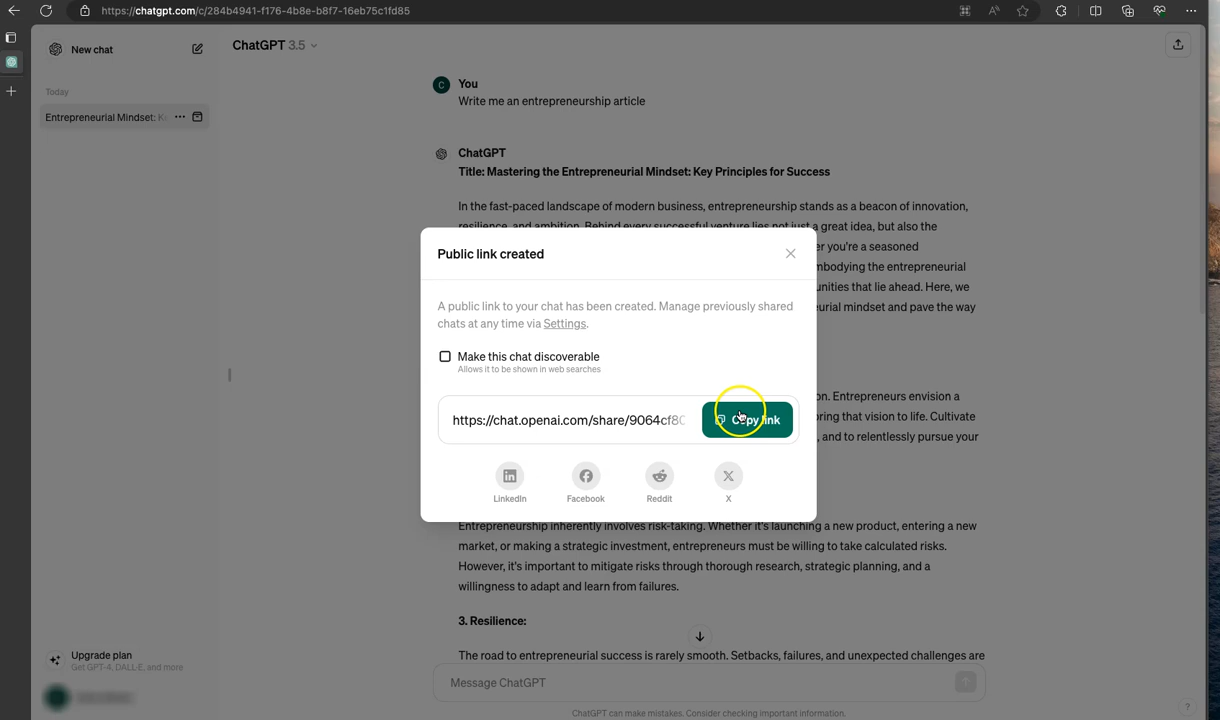 https://chatgpt.com/c/284b4941-f176-4b8e-b8f7-16eb75c1fd85
New chat
ChatGPT 3.5
Today
Entrepreneurial Mindset: K
You
Write me an entrepreneurship article
ChatGPT
Title: Mastering the Entrepreneurial Mindset: Key Principles for Success
In the fast-paced landscape of modern business, entrepreneurship stands as a beacon of innovation,
resilience, and ambition. Behind every successful venture lies not just a great idea, but also the
er you're a seasoned
mbodying the entrepreneurial
unities that lie ahead. Here, we
eurial mindset and pave the way
on. Entrepreneurs envision a
ring that vision to life. Cultivate
, and to relentlessly pursue your
Public link created
A public link to your chat has been created. Manage previously shared
chats at any time via Settings.
Make this chat discoverable
Allows it to be shown in web searches
https://chat.openai.com/share/9064cf80
Copy link
LinkedIn
Facebook
Reddit
X
Entrepreneurship inherently involves risk-taking. Whether it's launching a new product, entering a new
market, or making a strategic investment, entrepreneurs must be willing to take calculated risks.
However, it's important to mitigate risks through thorough research, strategic planning, and a
willingness to adapt and learn from failures.
3. Resilience:
The road to entrepreneurial success is rarely smooth. Setbacks, failures, and unexpected challenges are
Upgrade plan
Get GPT-4, DALL·E, and more
Message ChatGPT
ChatGPT can make mistakes. Consider checking important information.